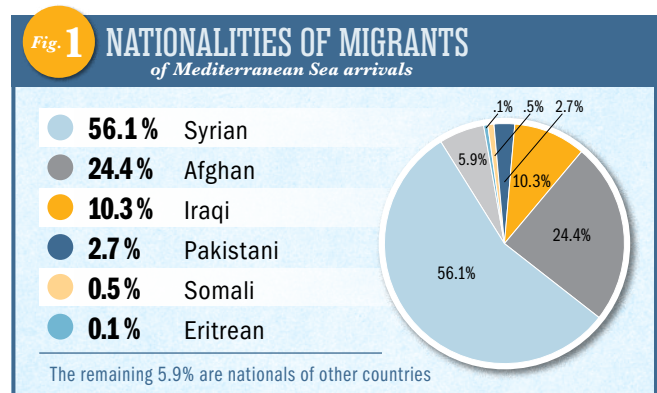 Fig. 1 NATIONALITIES OF MIGRANTS
of Mediterranean Sea arrivals
56.1% Syrian
24.4% Afghan
10.3% Iraqi
2.7% Pakistani
0.5% Somali
0.1% Eritrean
The remaining 5.9% are nationals of other countries
.1% .5% 2.7%
5.9%
10.3%
24.4%
56.1%